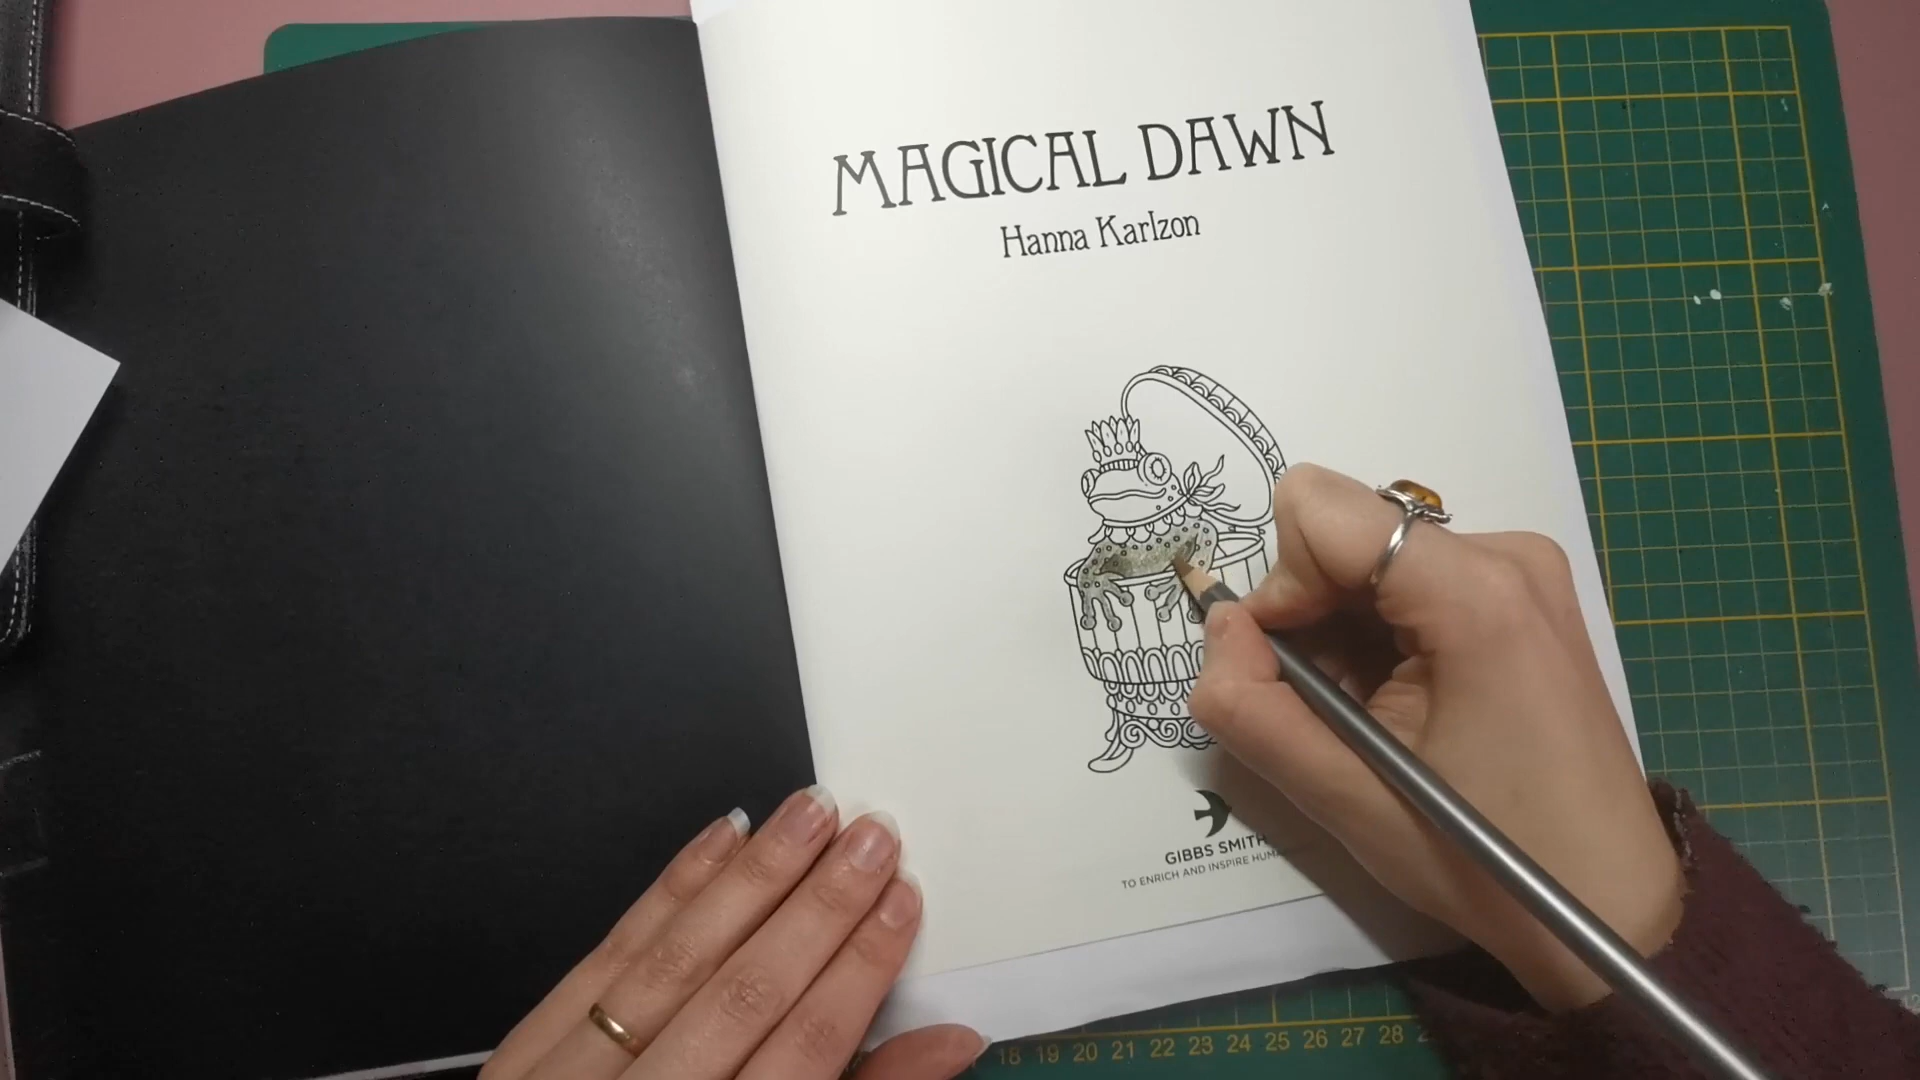 MAGICAL DAWN
Hanna Karlzon
GIBBS SMITH
TO ENRICH AND INSPIRE
18 19 20 21 22 23 24 25 26 27 28